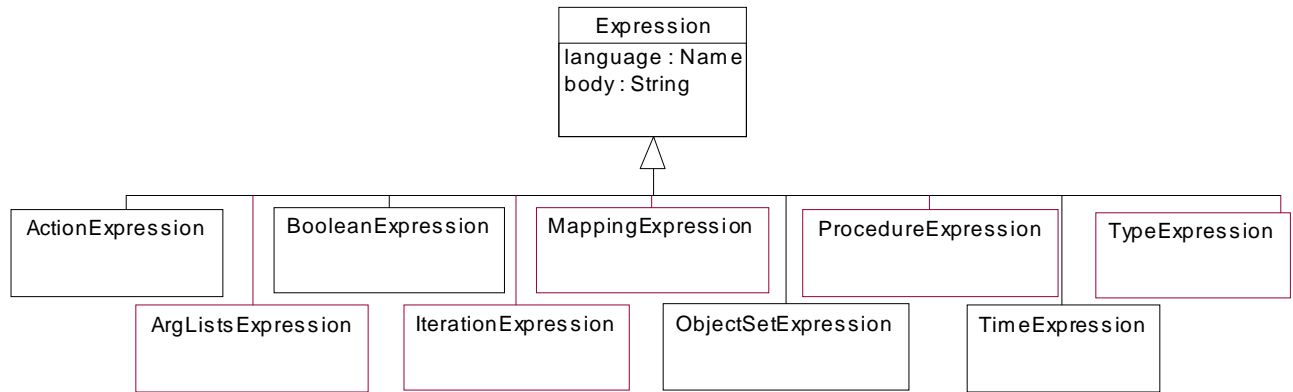 Expression
language : Name
body : String
ActionExpression
BooleanExpression
MappingExpression
ProcedureExpression
TypeExpression
ArgListsExpression
IterationExpression
ObjectSetExpression
TimeExpression